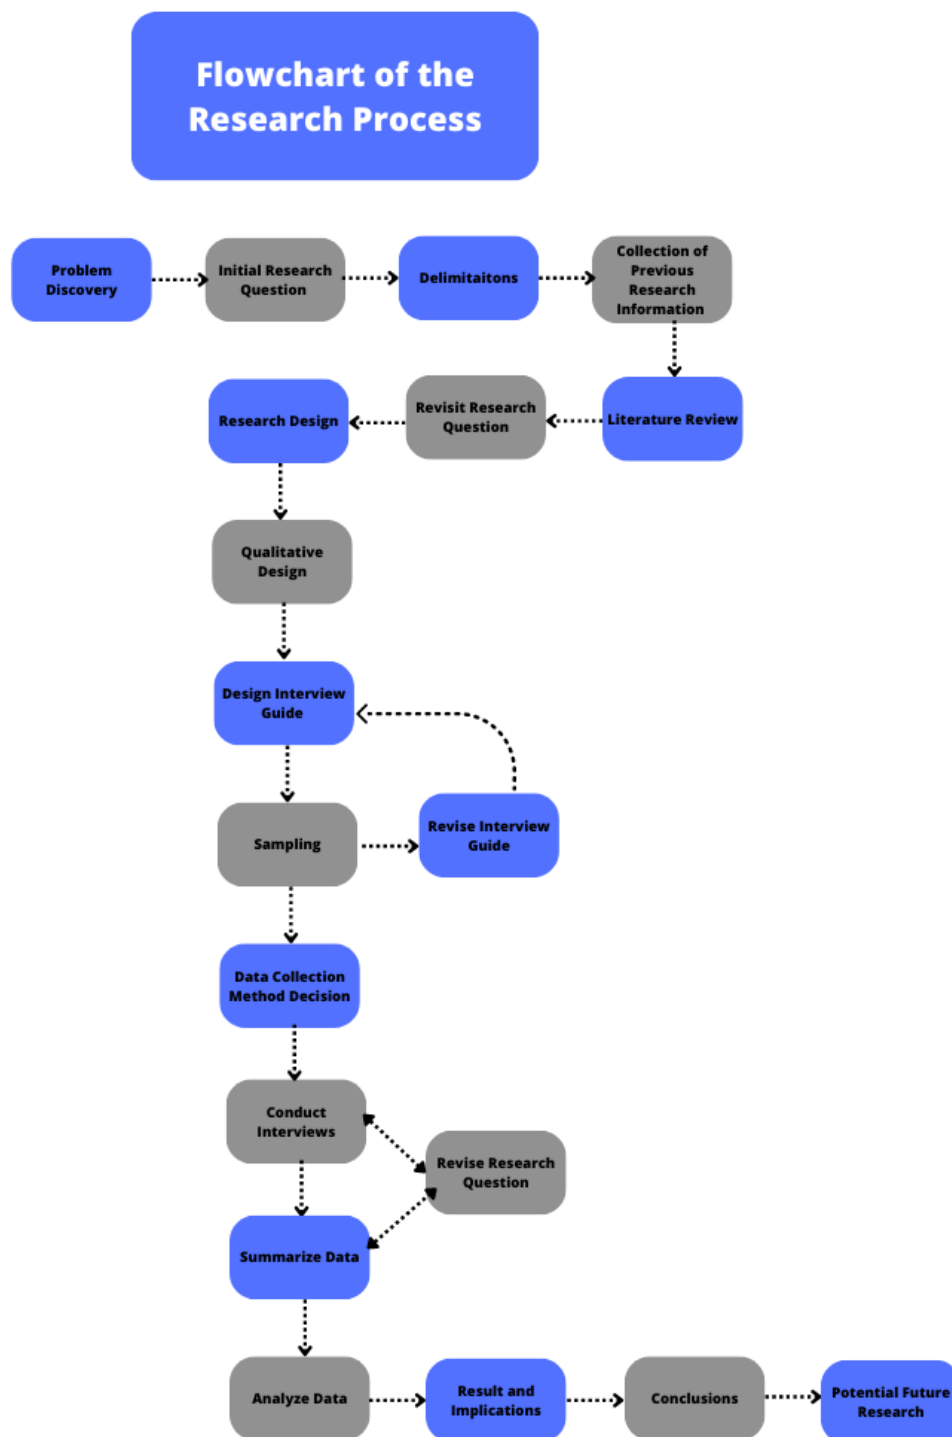 Flowchart of the
Research Process
Problem
Discovery
Initial Research
Question
Delimitaitons
Collection of
Previous
Research
Information
Literature Review
Revisit Research
Question
Research Design
Qualitative
Design
Design Interview
Guide
Sampling
Revise Interview
Guide
Data Collection
Method Decision
Conduct
Interviews
Revise Research
Question
Summarize Data
Analyze Data
Result and
Implications
Conclusions
Potential Future
Research